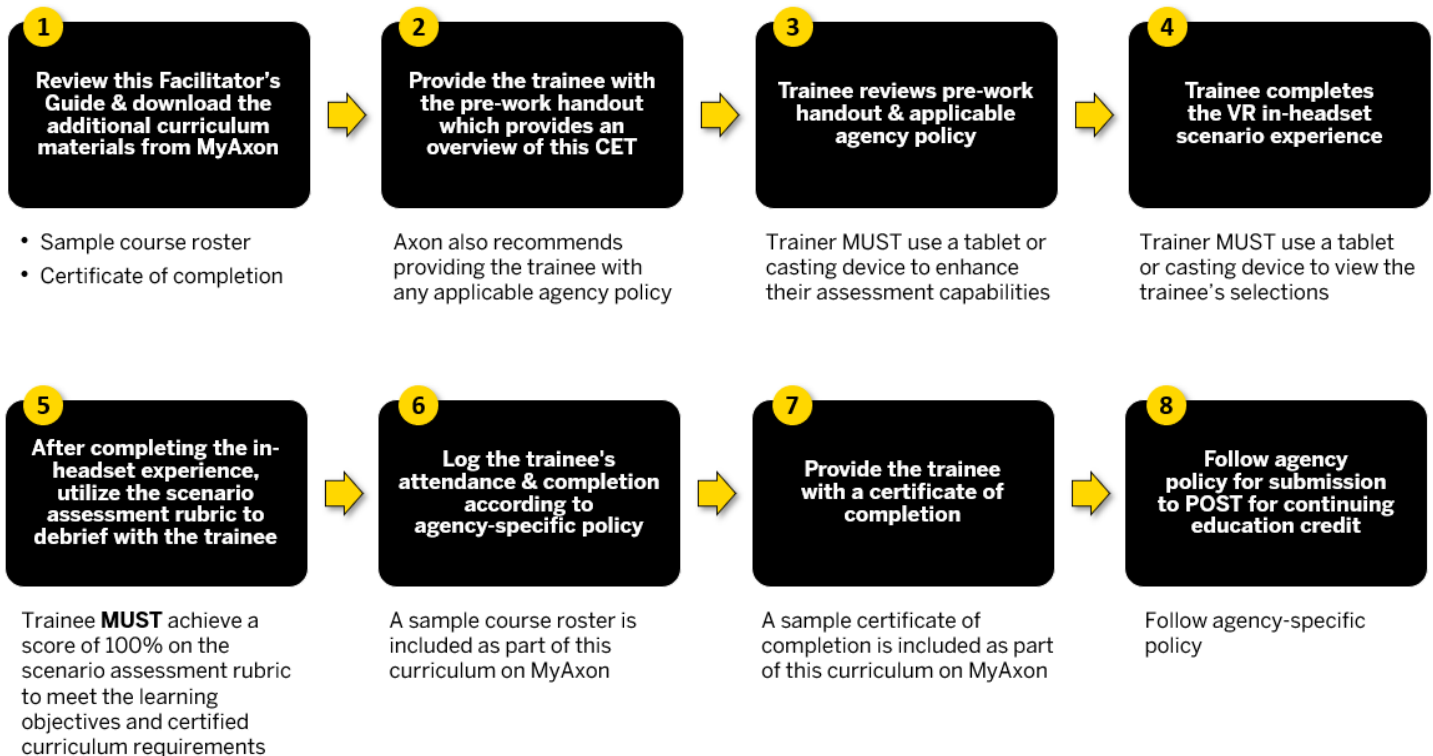 1
Review this Facilitator's
Guide & download the
additional curriculum
materials from MyAxon
• Sample course roster
• Certificate of completion
2
Provide the trainee with
the pre-work handout
which provides an
overview of this CET
Axon also recommends
providing the trainee with
any applicable agency policy
3
Trainee reviews pre-work
handout & applicable
agency policy
Trainer MUST use a tablet or
casting device to enhance
their assessment capabilities
4
Trainee completes
the VR in-headset
scenario experience
Trainer MUST use a tablet
or casting device to view the
trainee's selections
5
After completing the in-
headset experience,
utilize the scenario
assessment rubric to
debrief with the trainee
Trainee MUST achieve a
score of 100% on the
scenario assessment rubric
to meet the learning
objectives and certified
curriculum requirements
6
Log the trainee's
attendance & completion
according to
agency-specific policy
A sample course roster is
included as part of this
curriculum on MyAxon
7
Provide the trainee
with a certificate of
completion
A sample certificate of
completion is included as part
of this curriculum on MyAxon
8
Follow agency
policy for submission
to POST for continuing
education credit
Follow agency-specific
policy